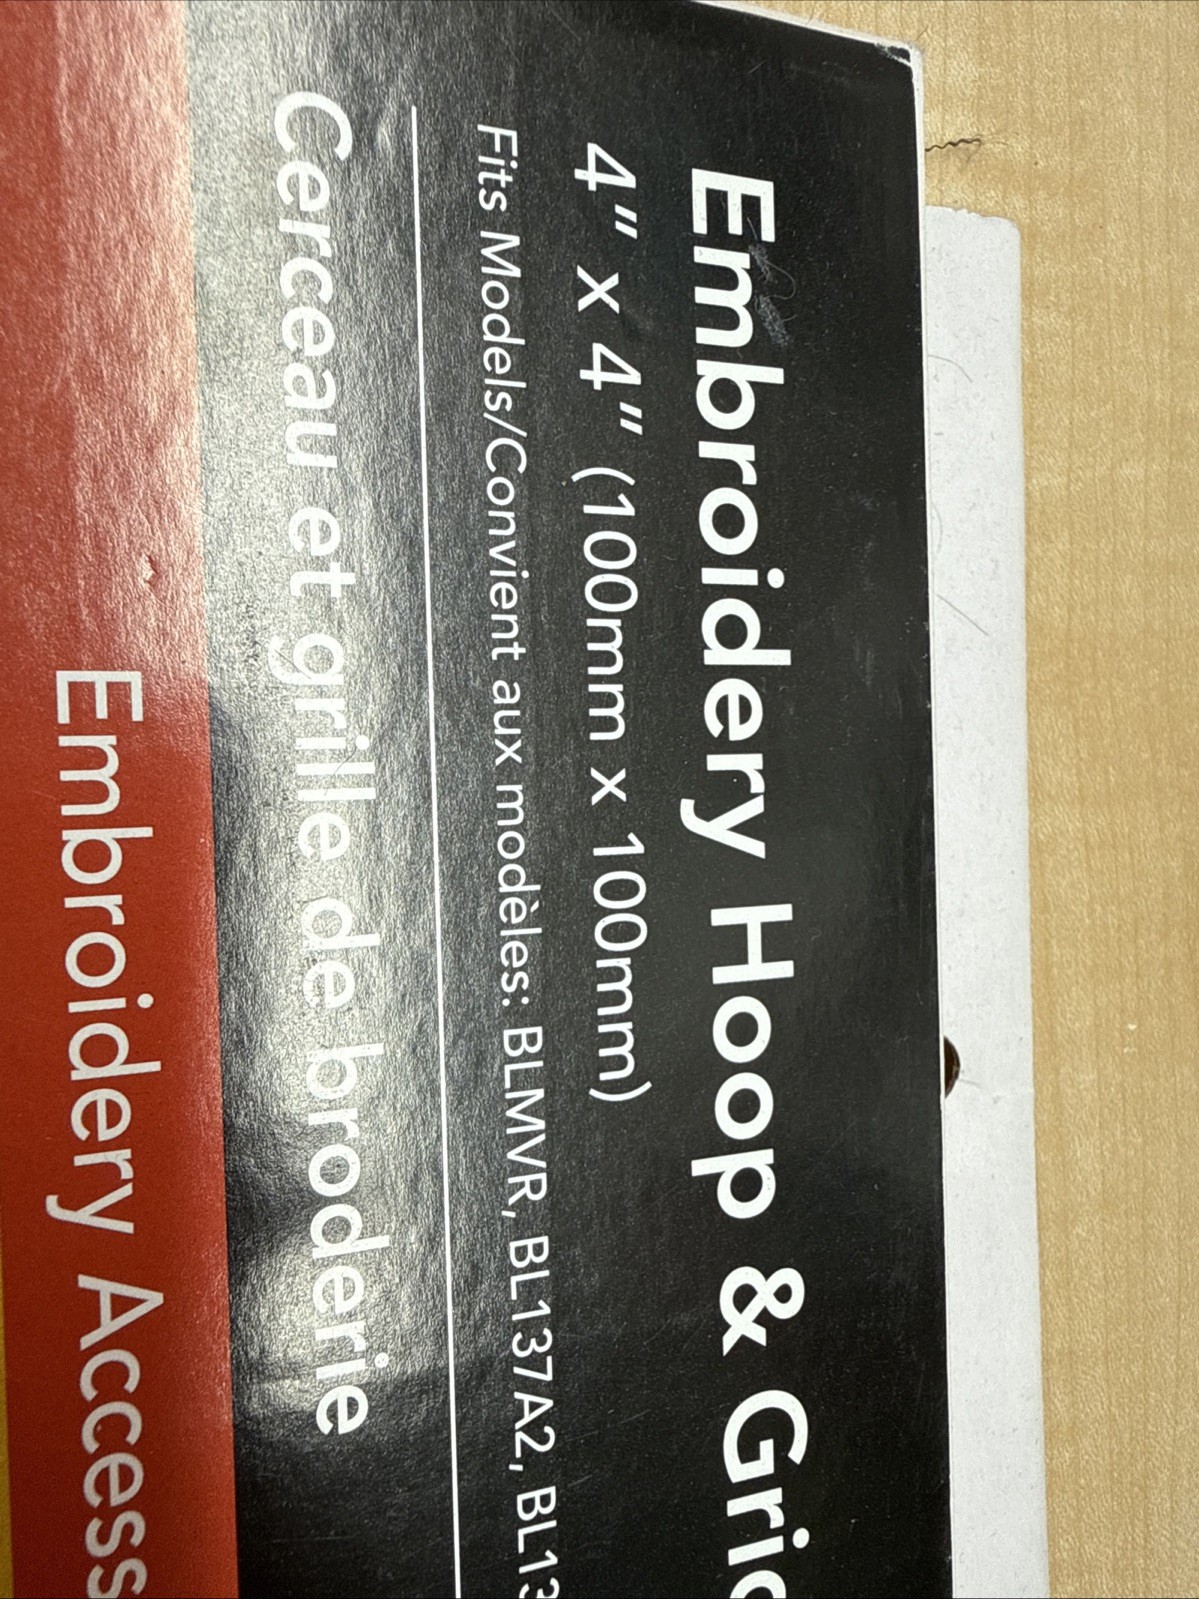 Embroidery Hoop & Gri
4" x 4" (100mm x 100mm)
Fits Models/Convient aux modèles: BLMVR, BL137A2, BL13
Cerceau et grille de broderie
Embroidery Access